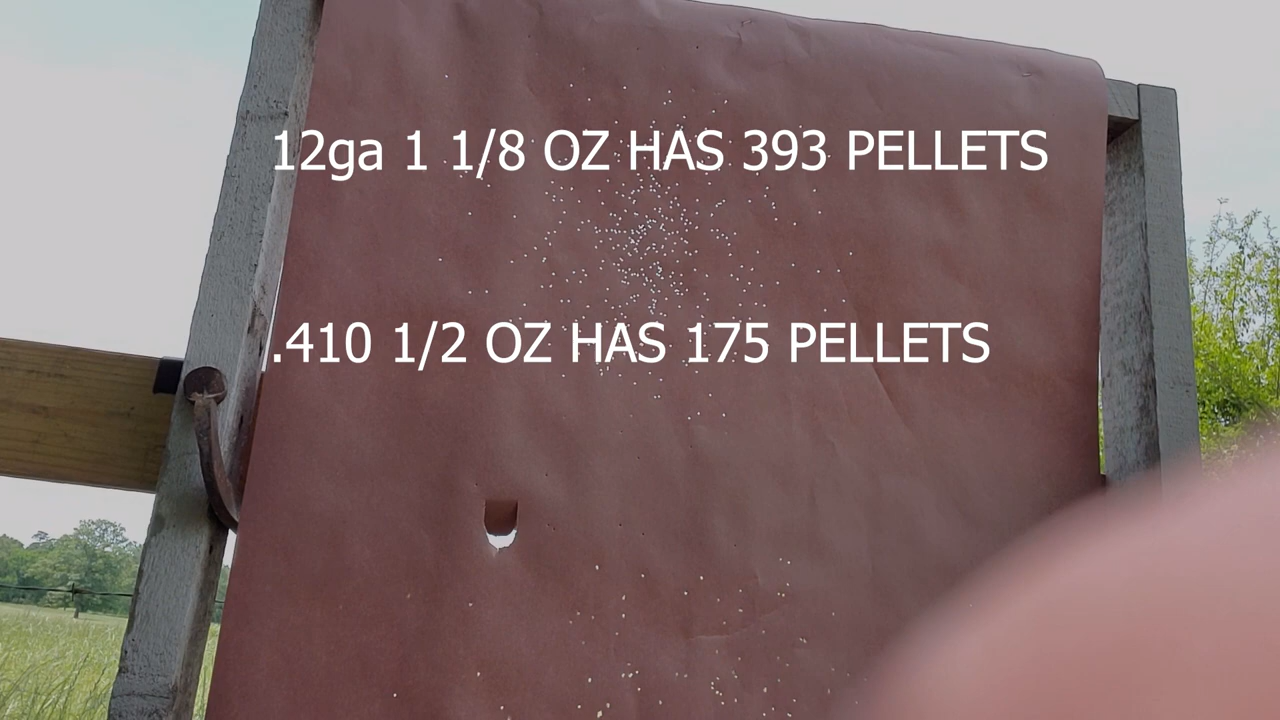 12ga 1 1/8 OZ HAS 393 PELLETS
.410 1/2 OZ HAS 175 PELLETS